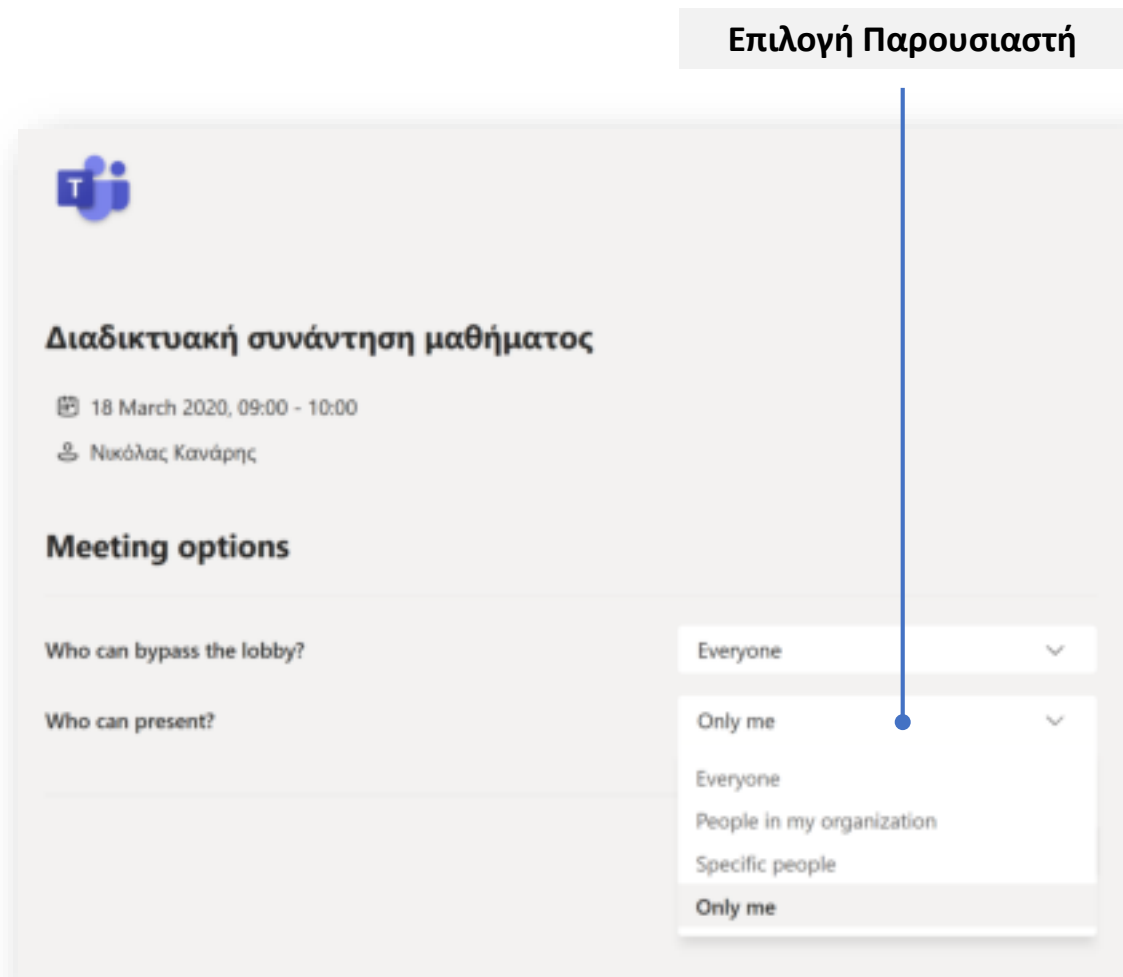 Επιλογή Παρουσιαστή
T
Διαδικτυακή συνάντηση μαθήματος
18 March 2020, 09:00 - 10:00
Νικόλας Κανάρης
Meeting options
Who can bypass the lobby?
Everyone
Who can present?
Only me
Everyone
People in my organization
Specific people
Only me